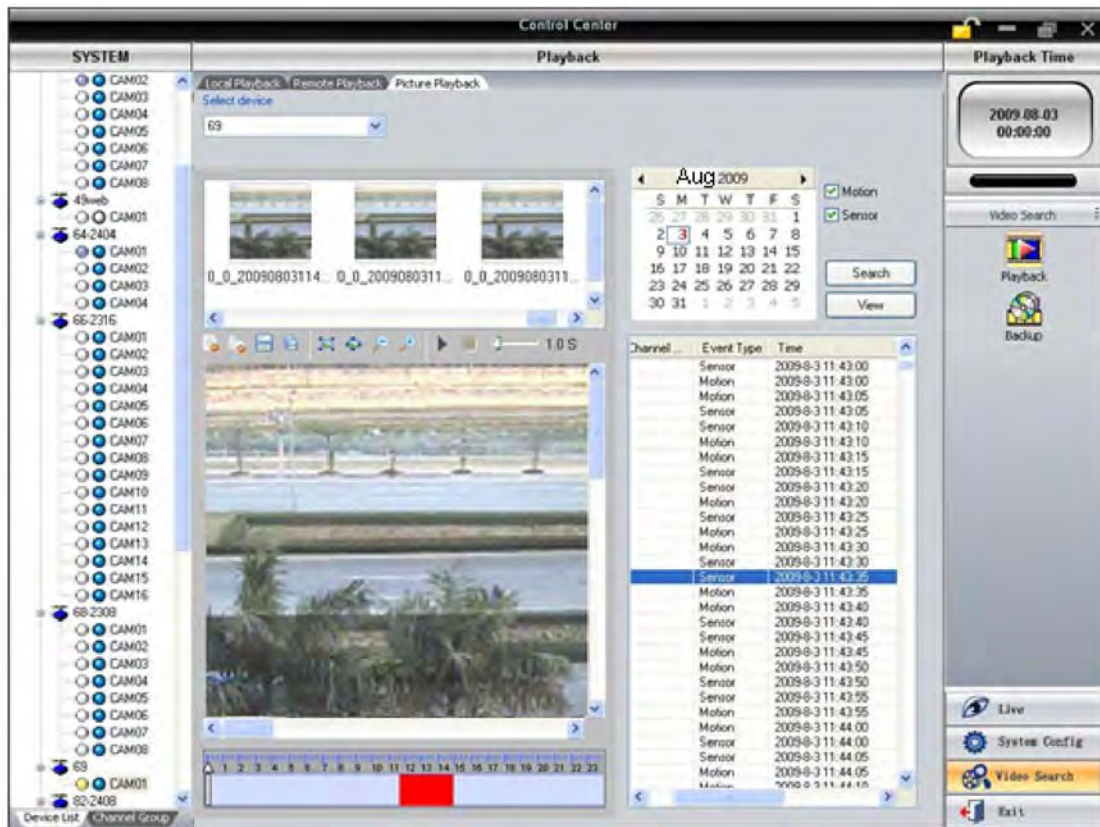 Control Center
SYSTEM
CAM02
CAM03
CAM04
CAM05
CAM06
CAM07
CAM08
49web
CAM01
64-2404
CAM01
CAM02
CAM03
CAM04
66-2316
CAM01
CAM02
CAM03
CAM04
CAM05
CAM06
CAM07
CAM08
CAM09
CAM10
CAM11
CAM12
CAM13
CAM14
CAM15
CAM16
68-2308
CAM01
CAM02
CAM03
CAM04
CAM05
CAM06
CAM07
CAM08
69
CAM01
82-2408
Device List Channel Group
Playback
Local Playback Remote Playback Picture Playback
Select device
69
0_0_20090803114... 0_0_2009080311... 0_0_2009080311...
1.0 S
1 2 3 4 5 6 7 8 9 10 11 12 13 14 15 16 17 18 19 20 21 22 23
Aug 2009
S M T W T F S
26 27 28 29 30 31 1
2 3 4 5 6 7 8
9 10 11 12 13 14 15
16 17 18 19 20 21 22
23 24 25 26 27 28 29
30 31 1 2 3 4 5
Motion
Sensor
Search
View
Channel ... Event Type Time
Sensor 2009-8-3 11:43:00
Motion 2009-8-3 11:43:00
Motion 2009-8-3 11:43:05
Sensor 2009-8-3 11:43:05
Sensor 2009-8-3 11:43:10
Motion 2009-8-3 11:43:10
Motion 2009-8-3 11:43:15
Sensor 2009-8-3 11:43:15
Sensor 2009-8-3 11:43:20
Motion 2009-8-3 11:43:20
Sensor 2009-8-3 11:43:25
Motion 2009-8-3 11:43:25
Motion 2009-8-3 11:43:30
Sensor 2009-8-3 11:43:30
Sensor 2009-8-3 11:43:35
Motion 2009-8-3 11:43:35
Motion 2009-8-3 11:43:40
Sensor 2009-8-3 11:43:40
Sensor 2009-8-3 11:43:45
Motion 2009-8-3 11:43:45
Motion 2009-8-3 11:43:50
Sensor 2009-8-3 11:43:50
Sensor 2009-8-3 11:43:55
Motion 2009-8-3 11:43:55
Motion 2009-8-3 11:44:00
Sensor 2009-8-3 11:44:00
Sensor 2009-8-3 11:44:05
Motion 2009-8-3 11:44:05
Motion 2009-8-3 11:44:10
Playback Time
2009-08-03
00:00:00
Video Search
Playback
Backup
Live
System Config
Video Search
Exit